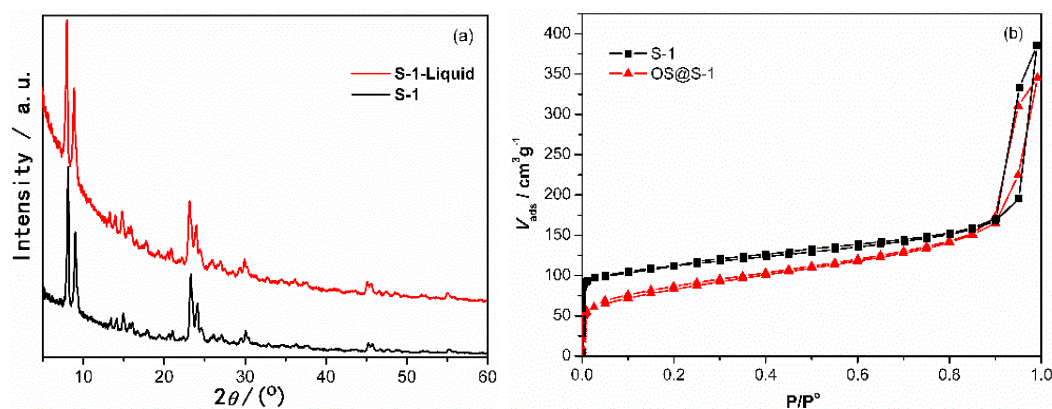 (a)
S-1-Liquid
S-1
Intensity / a. u.
10 20 30 40 50 60
2θ/(°)
(b)
S-1
OS@S-1
400
350
300
250
200
150
100
50
0
Vads / cm³g⁻¹
0.0 0.2 0.4 0.6 0.8 1.0
P/P°